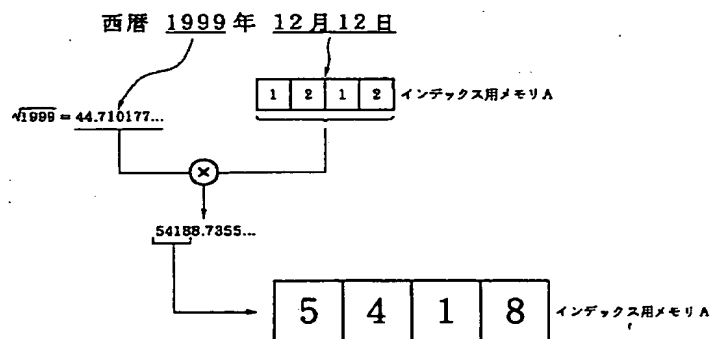 西暦 1999年 12月12日
1 2 1 2 インデックス用メモリA
√1999 = 44.710177...
×
54188.7355...
5 4 1 8 インデックス用メモリA